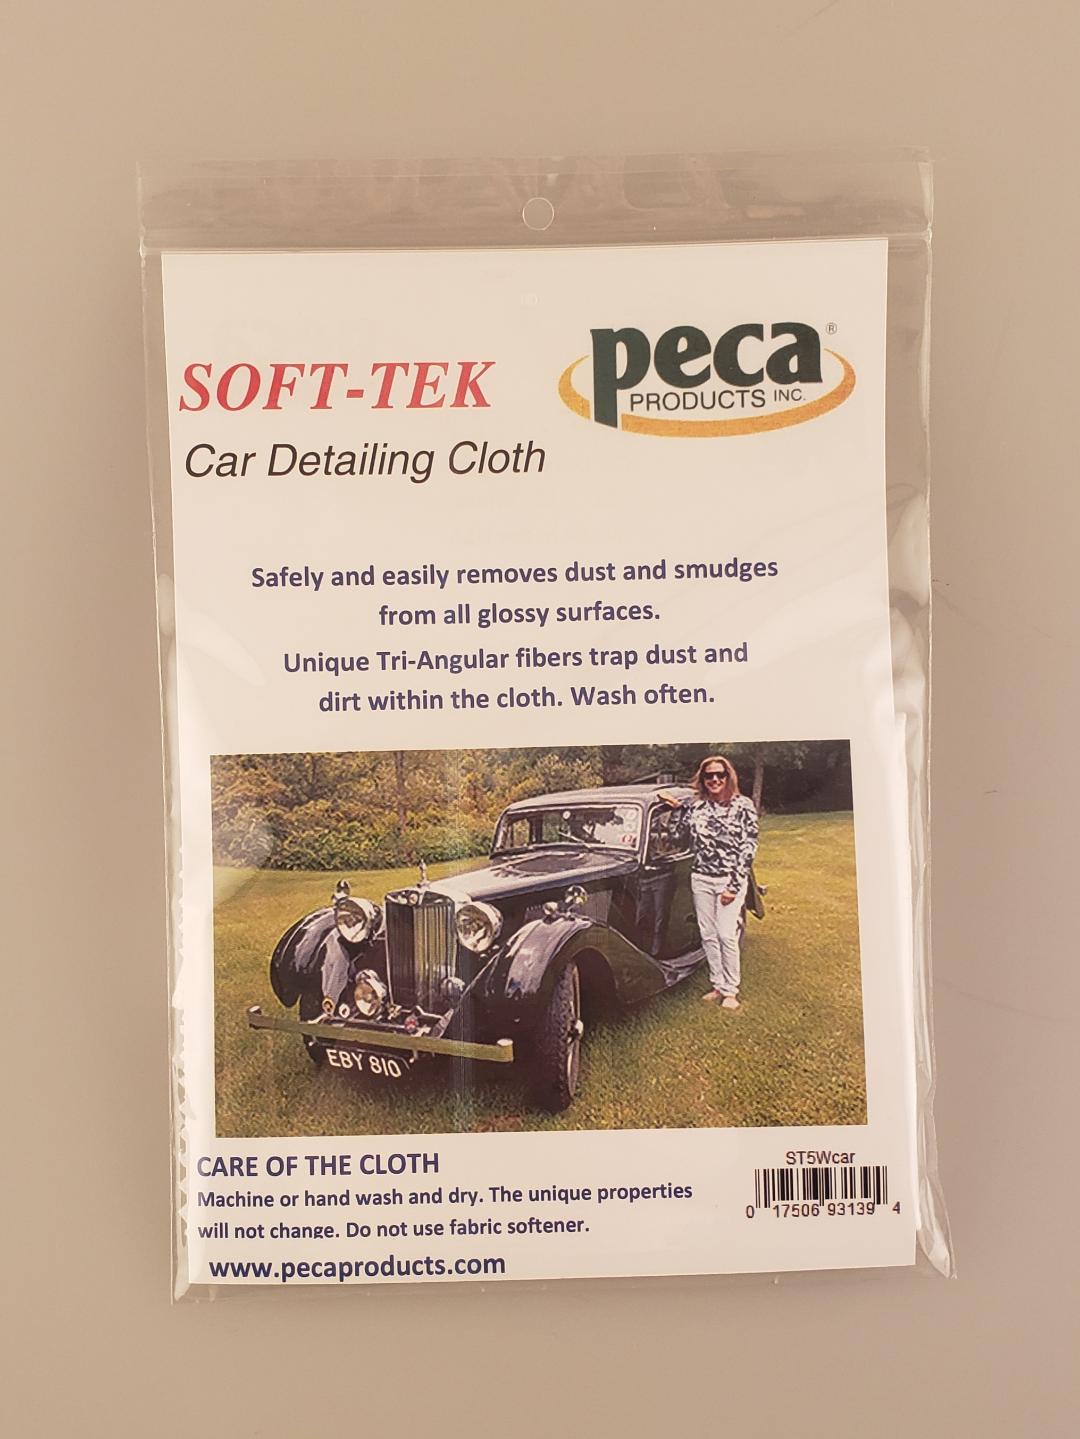 SOFT-TEK
peca®
PRODUCTS INC.
Car Detailing Cloth
Safely and easily removes dust and smudges
from all glossy surfaces.
Unique Tri-Angular fibers trap dust and
dirt within the cloth. Wash often.
EBY 810
CARE OF THE CLOTH
Machine or hand wash and dry. The unique properties
will not change. Do not use fabric softener.
www.pecaproducts.com
ST5Wcar
0 17506 93139 4